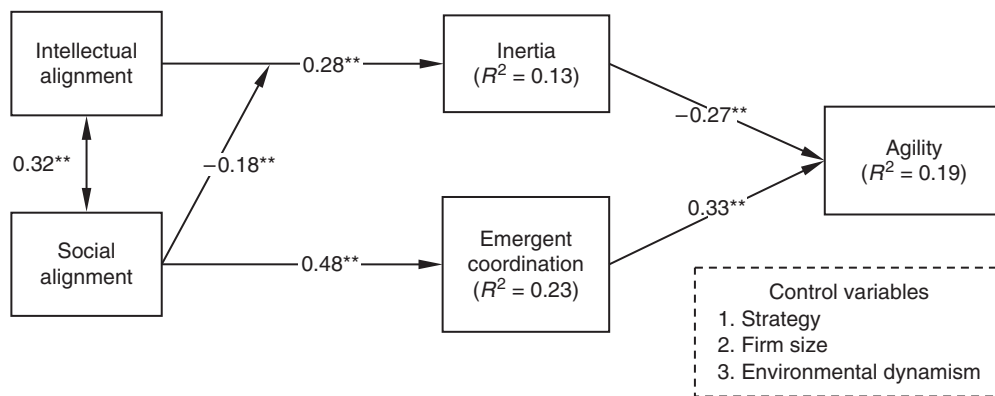 Intellectual
alignment
0.28**
Inertia
(R² = 0.13)
−0.27**
0.32**
−0.18**
Agility
(R² = 0.19)
Social
alignment
0.48**
Emergent
coordination
(R² = 0.23)
0.33**
Control variables
1. Strategy
2. Firm size
3. Environmental dynamism